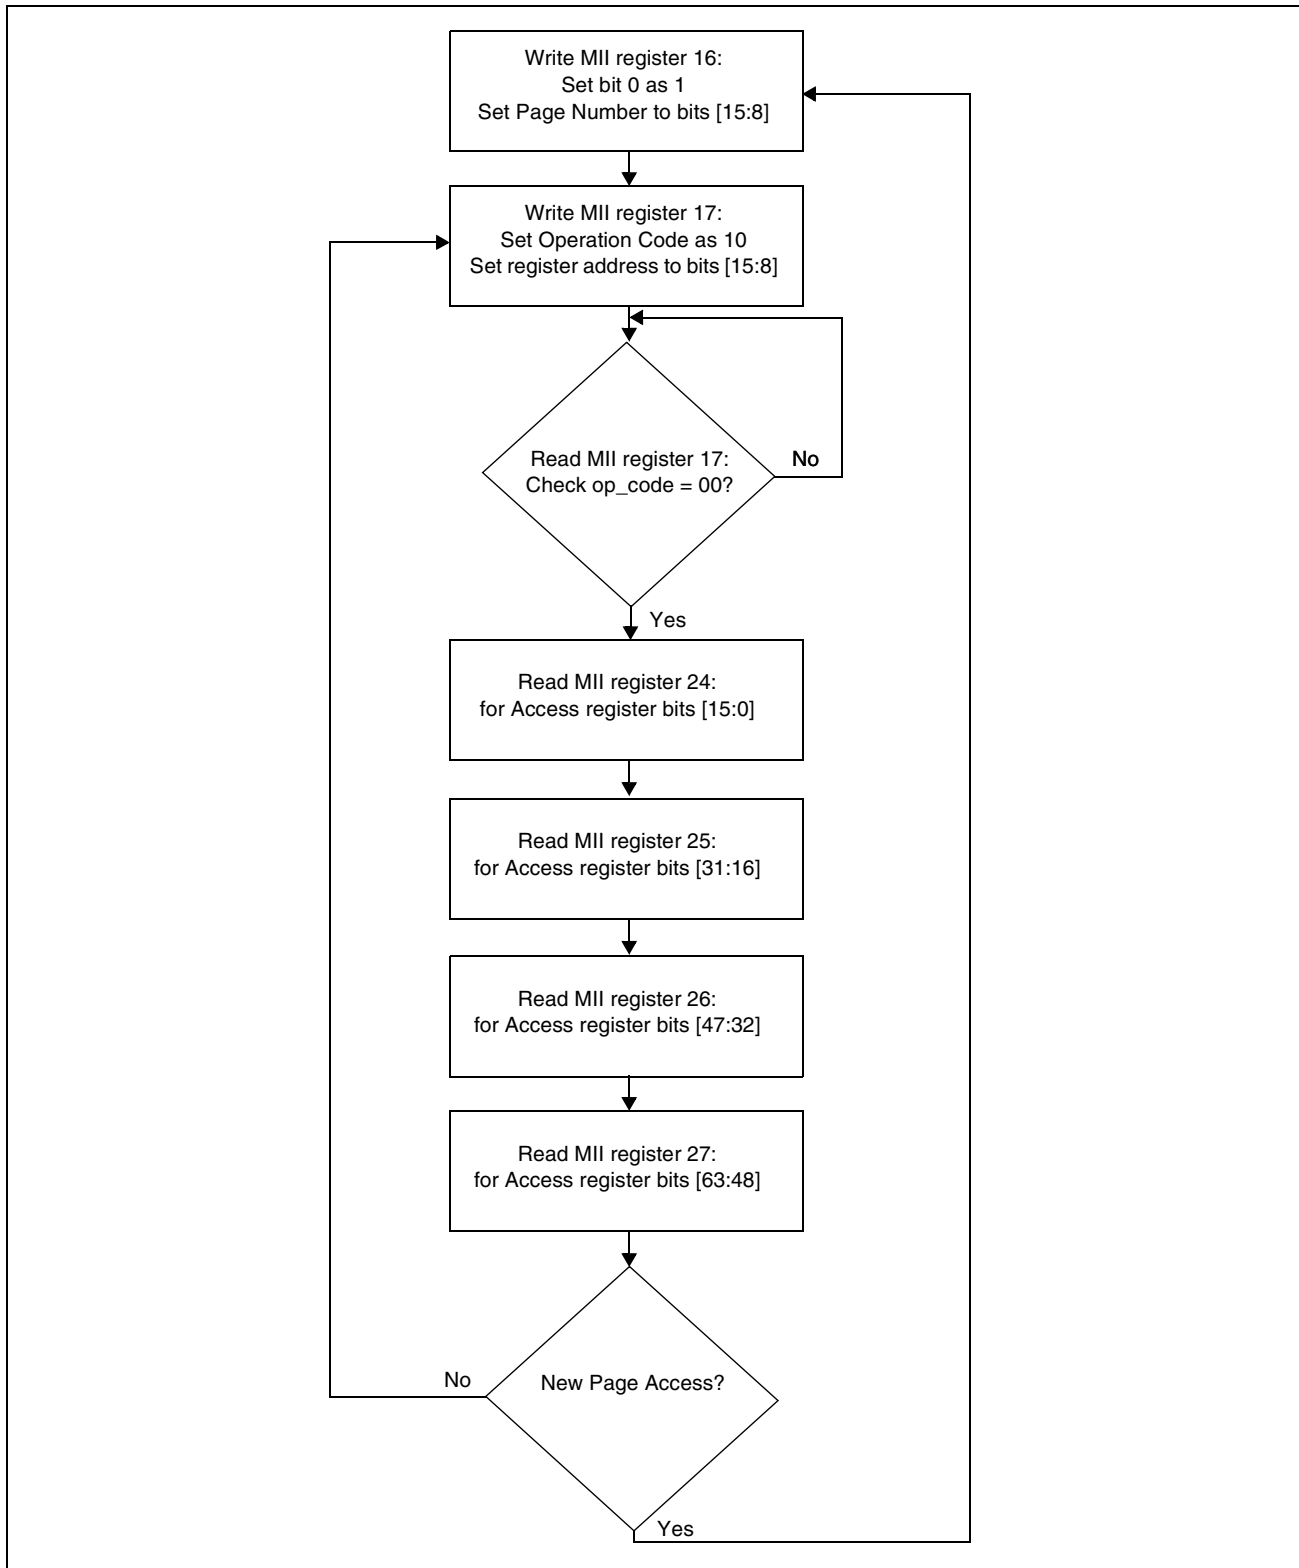 Write MII register 16:
Set bit 0 as 1
Set Page Number to bits [15:8]
Write MII register 17:
Set Operation Code as 10
Set register address to bits [15:8]
Read MII register 17:
Check op_code = 00?
No
Yes
Read MII register 24:
for Access register bits [15:0]
Read MII register 25:
for Access register bits [31:16]
Read MII register 26:
for Access register bits [47:32]
Read MII register 27:
for Access register bits [63:48]
No
New Page Access?
Yes